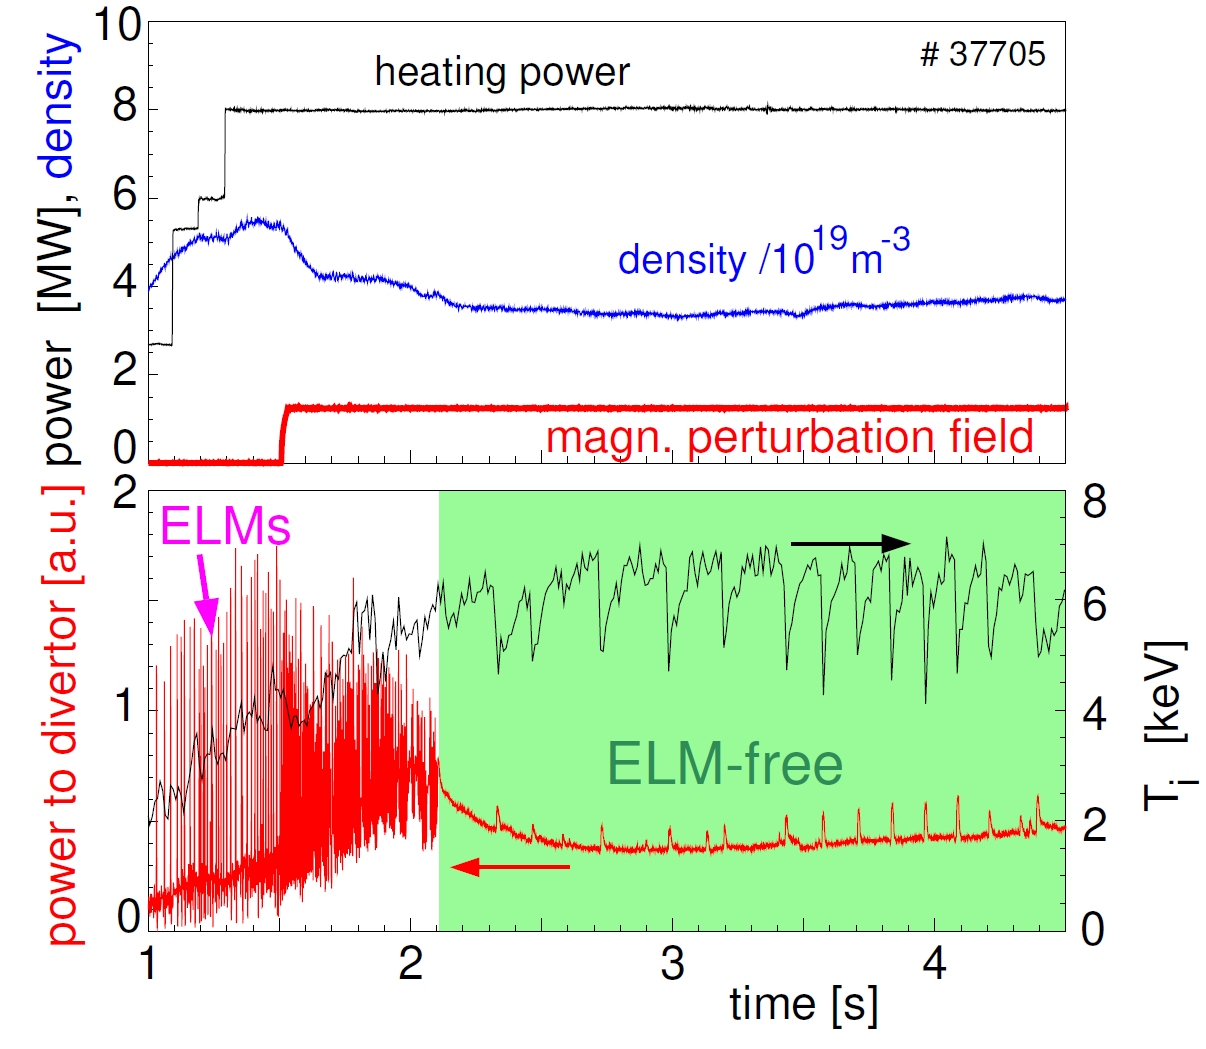 10
8
6
4
2
0
power [MW], density
heating power
# 37705
density /10^19 m^-3
magn. perturbation field
2
1
0
power to divertor [a.u.]
ELMs
ELM-free
8
6
4
2
0
T_i [keV]
1 2 3 4
time [s]